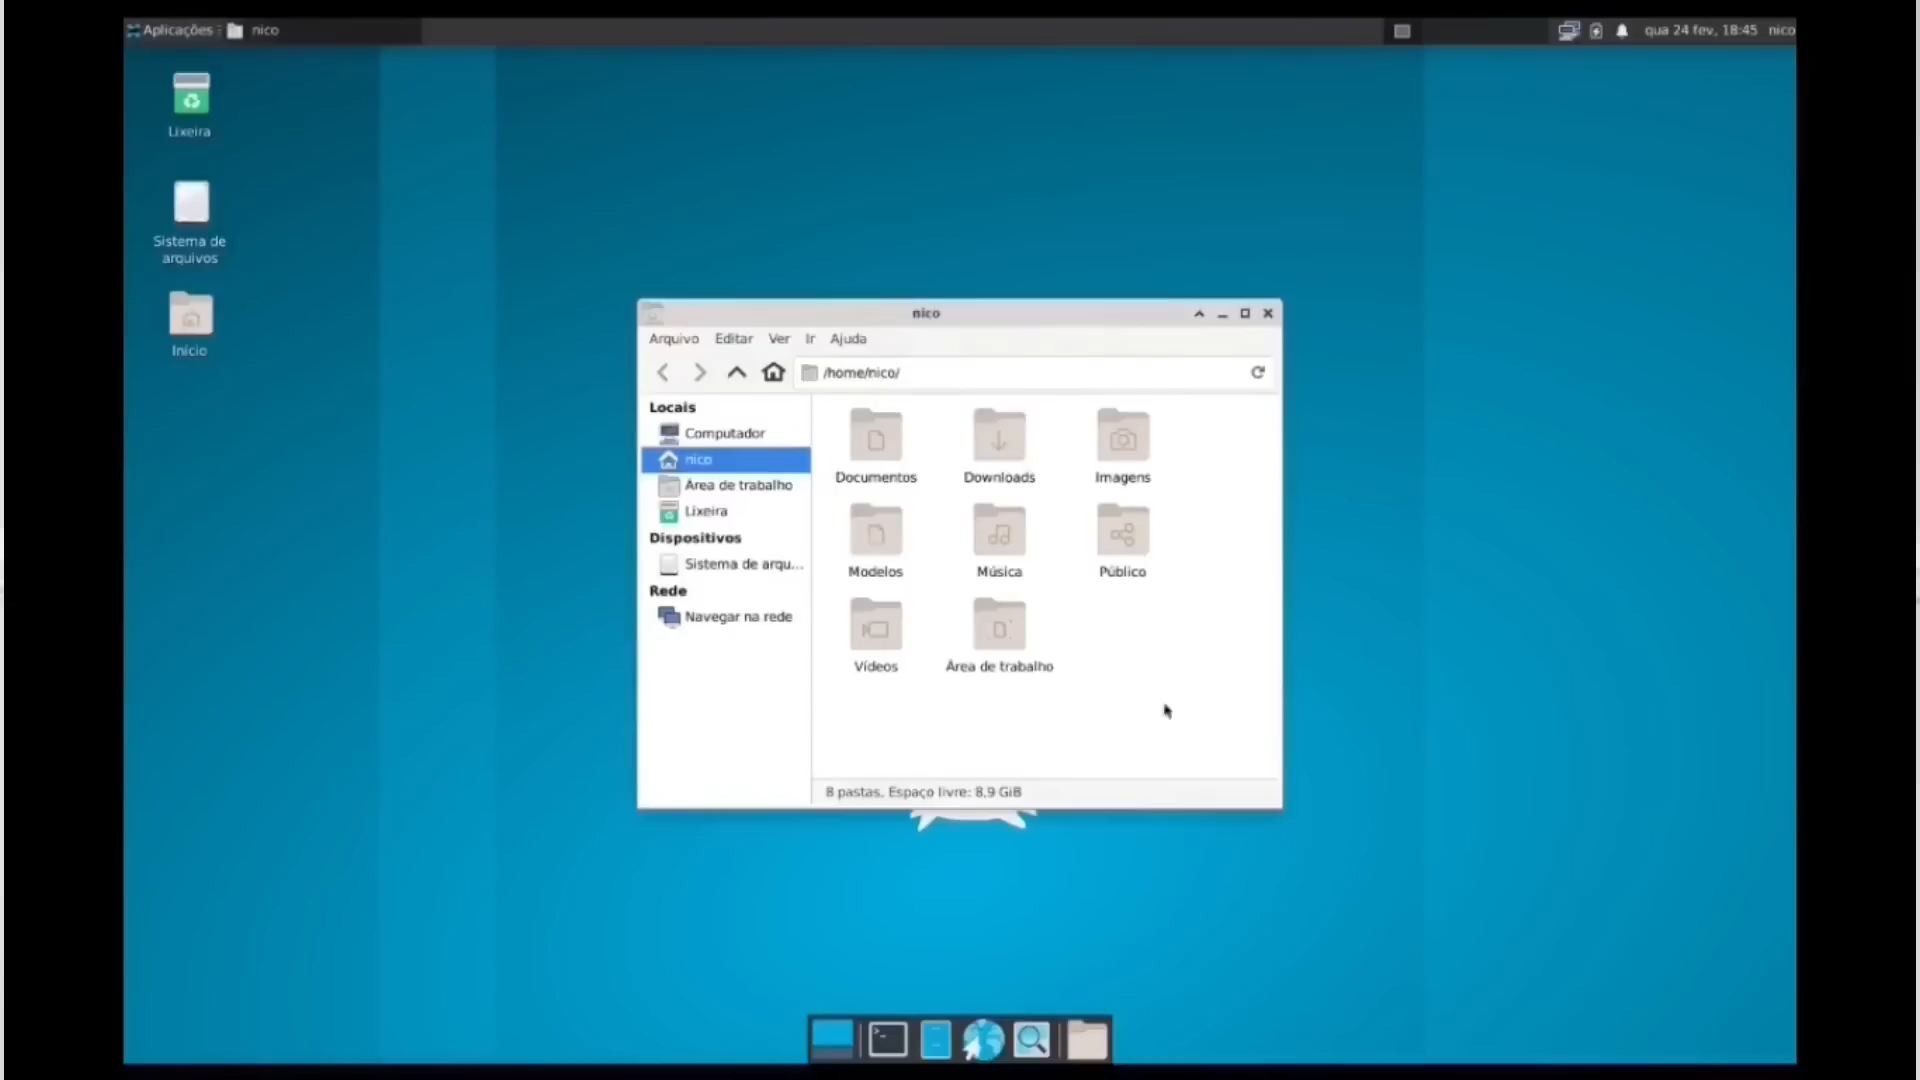 Aplicações
nico
qua 24 fev, 18:45
nico
Lixeira
Sistema de
arquivos
Início
nico
Arquivo Editar Ver Ir Ajuda
/home/nico/
Locais
Computador
nico
Área de trabalho
Lixeira
Dispositivos
Sistema de arqu...
Rede
Navegar na rede
Documentos
Downloads
Imagens
Modelos
Música
Público
Vídeos
Área de trabalho
8 pastas, Espaço livre: 8,9 GiB